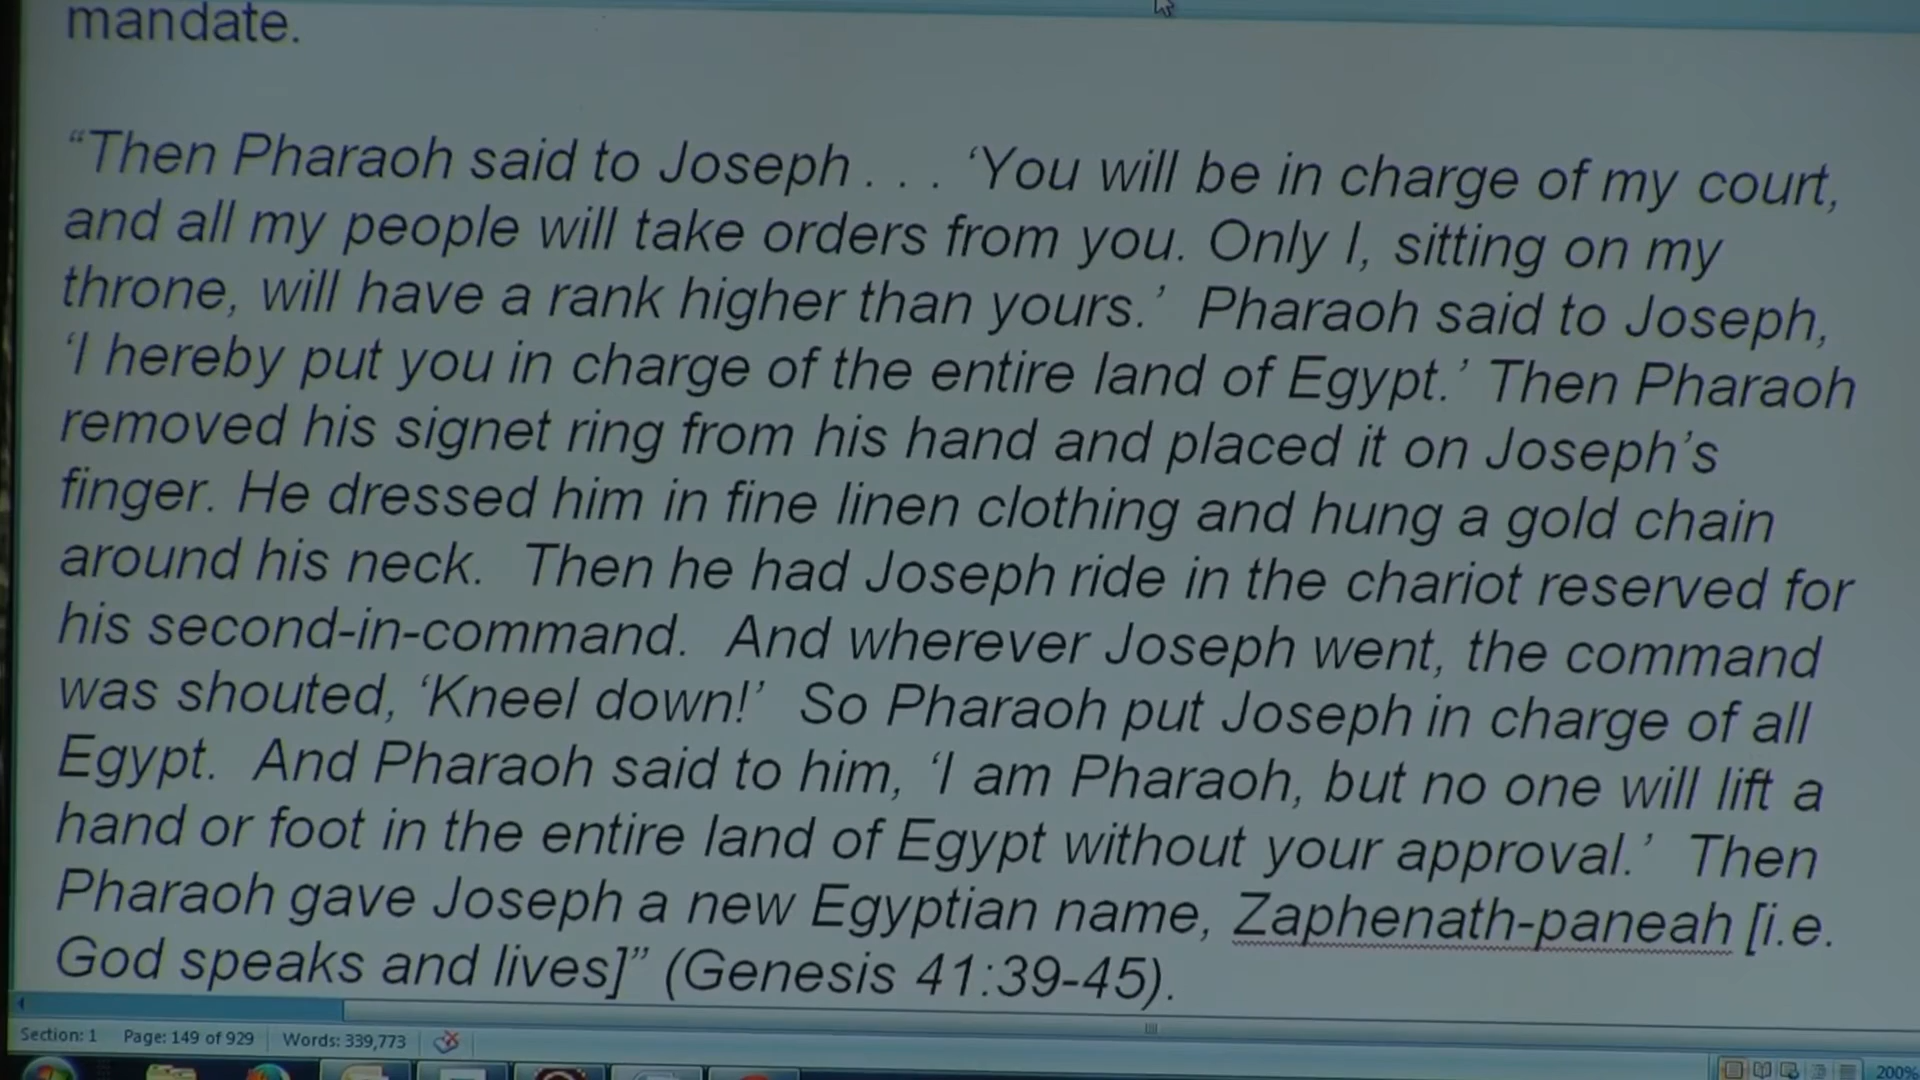 mandate.
“Then Pharaoh said to Joseph . . . ‘You will be in charge of my court,
and all my people will take orders from you. Only I, sitting on my
throne, will have a rank higher than yours.’ Pharaoh said to Joseph,
‘I hereby put you in charge of the entire land of Egypt.’ Then Pharaoh
removed his signet ring from his hand and placed it on Joseph’s
finger. He dressed him in fine linen clothing and hung a gold chain
around his neck. Then he had Joseph ride in the chariot reserved for
his second-in-command. And wherever Joseph went, the command
was shouted, ‘Kneel down!’ So Pharaoh put Joseph in charge of all
Egypt. And Pharaoh said to him, ‘I am Pharaoh, but no one will lift a
hand or foot in the entire land of Egypt without your approval.’ Then
Pharaoh gave Joseph a new Egyptian name, Zaphenath-paneah [i.e.
God speaks and lives]” (Genesis 41:39-45).
Section: 1 Page: 149 of 929 Words: 339,773 200%